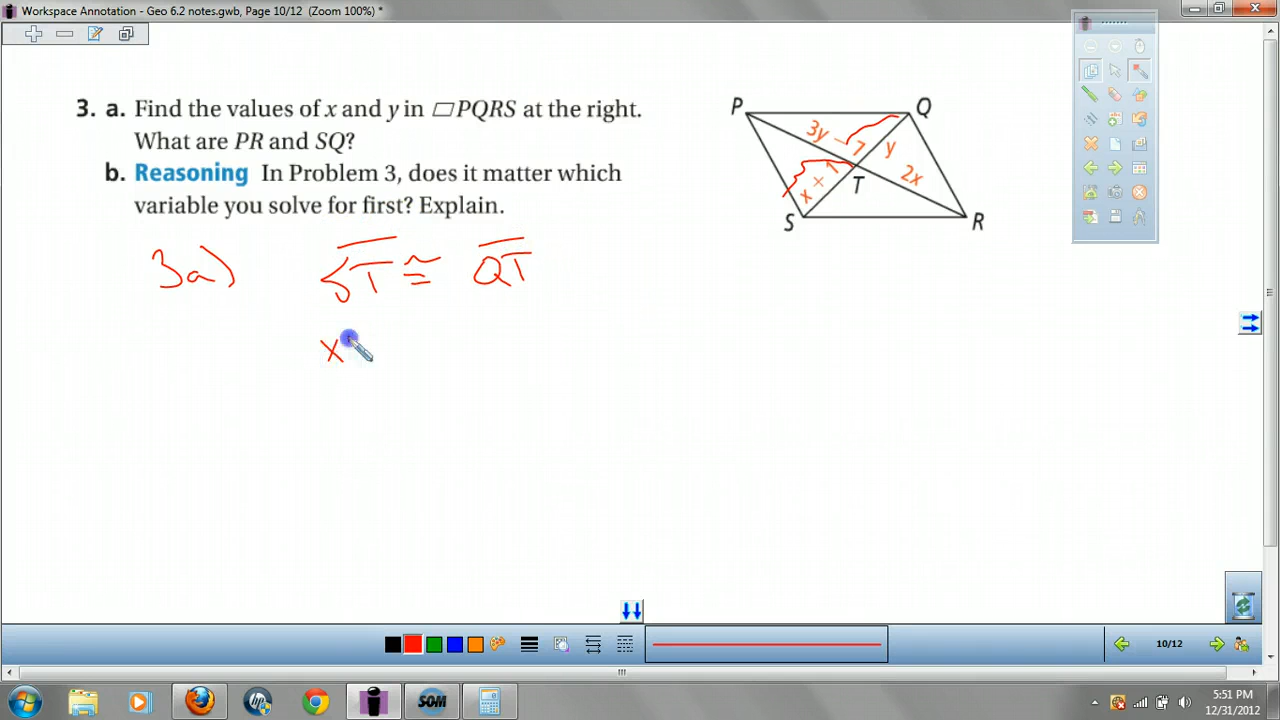 Workspace Annotation - Geo 6.2 notes.gwb, Page 10/12 (Zoom 100%) *
3. a. Find the values of x and y in ▱PQRS at the right.
What are PR and SQ?
b. Reasoning In Problem 3, does it matter which
variable you solve for first? Explain.
P
Q
3y − 7
y
x + 1
T
2x
S
R
3a) ST ≅ QT
x
10/12
SOM
hp
5:51 PM
12/31/2012